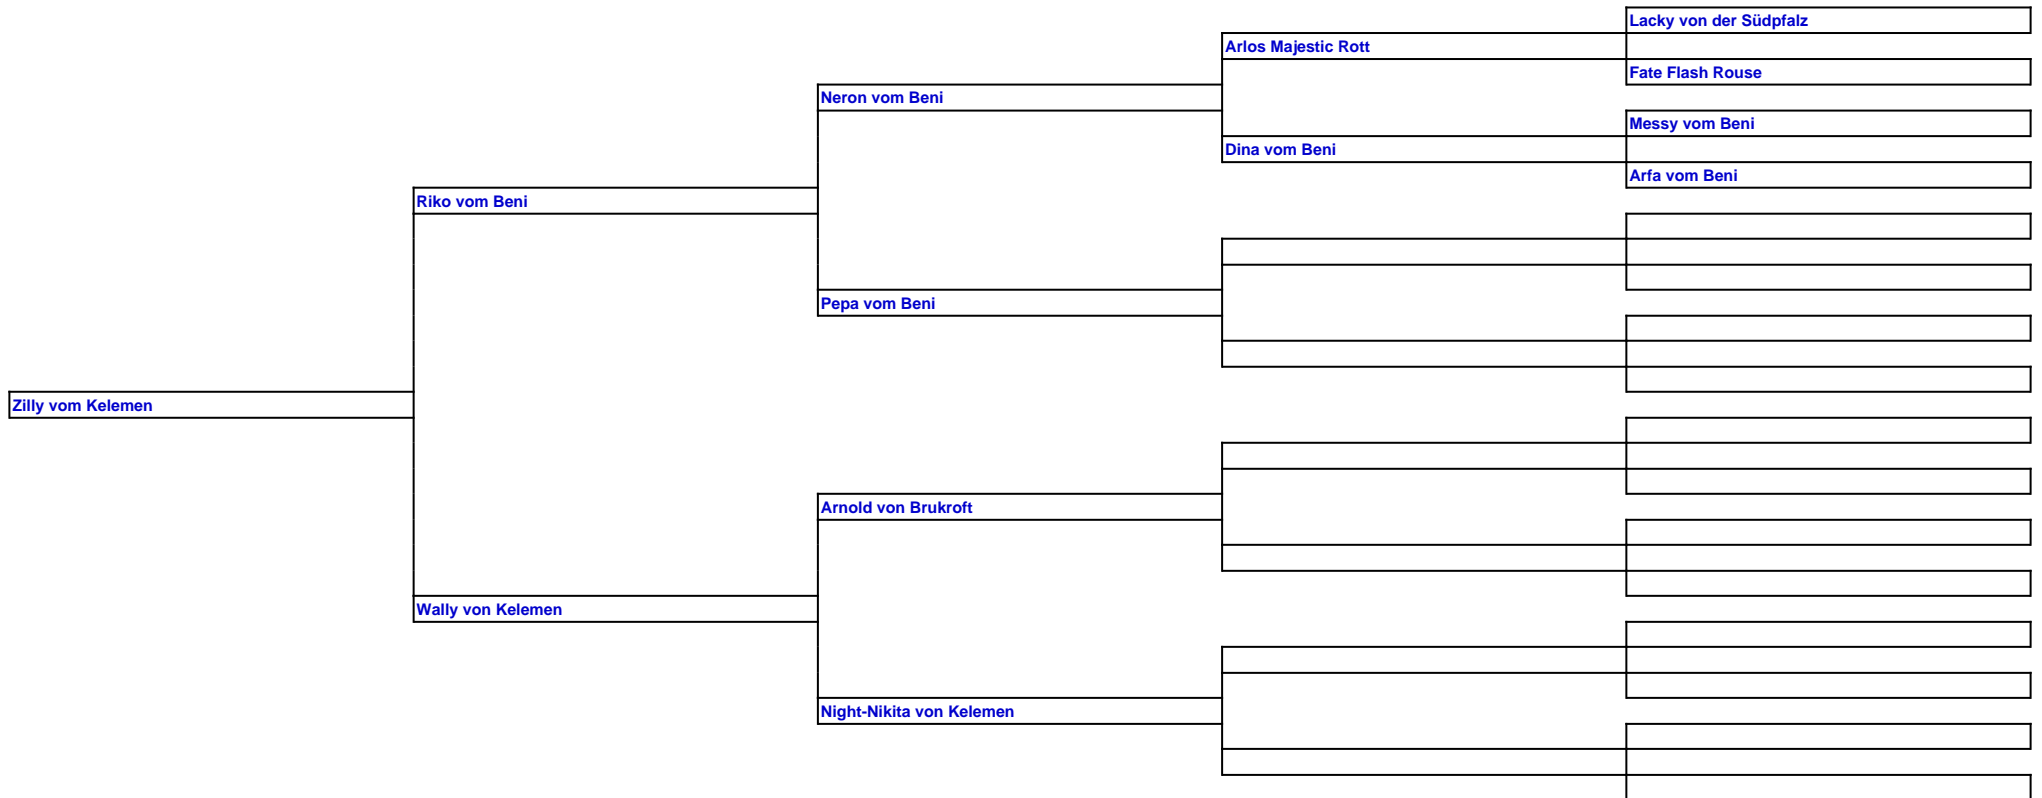 Lacky von der Südpfalz
Arlos Majestic Rott
Fate Flash Rouse
Neron vom Beni
Messy vom Beni
Dina vom Beni
Arfa vom Beni
Riko vom Beni
Pepa vom Beni
Zilly vom Kelemen
Arnold von Brukroft
Wally von Kelemen
Night-Nikita von Kelemen